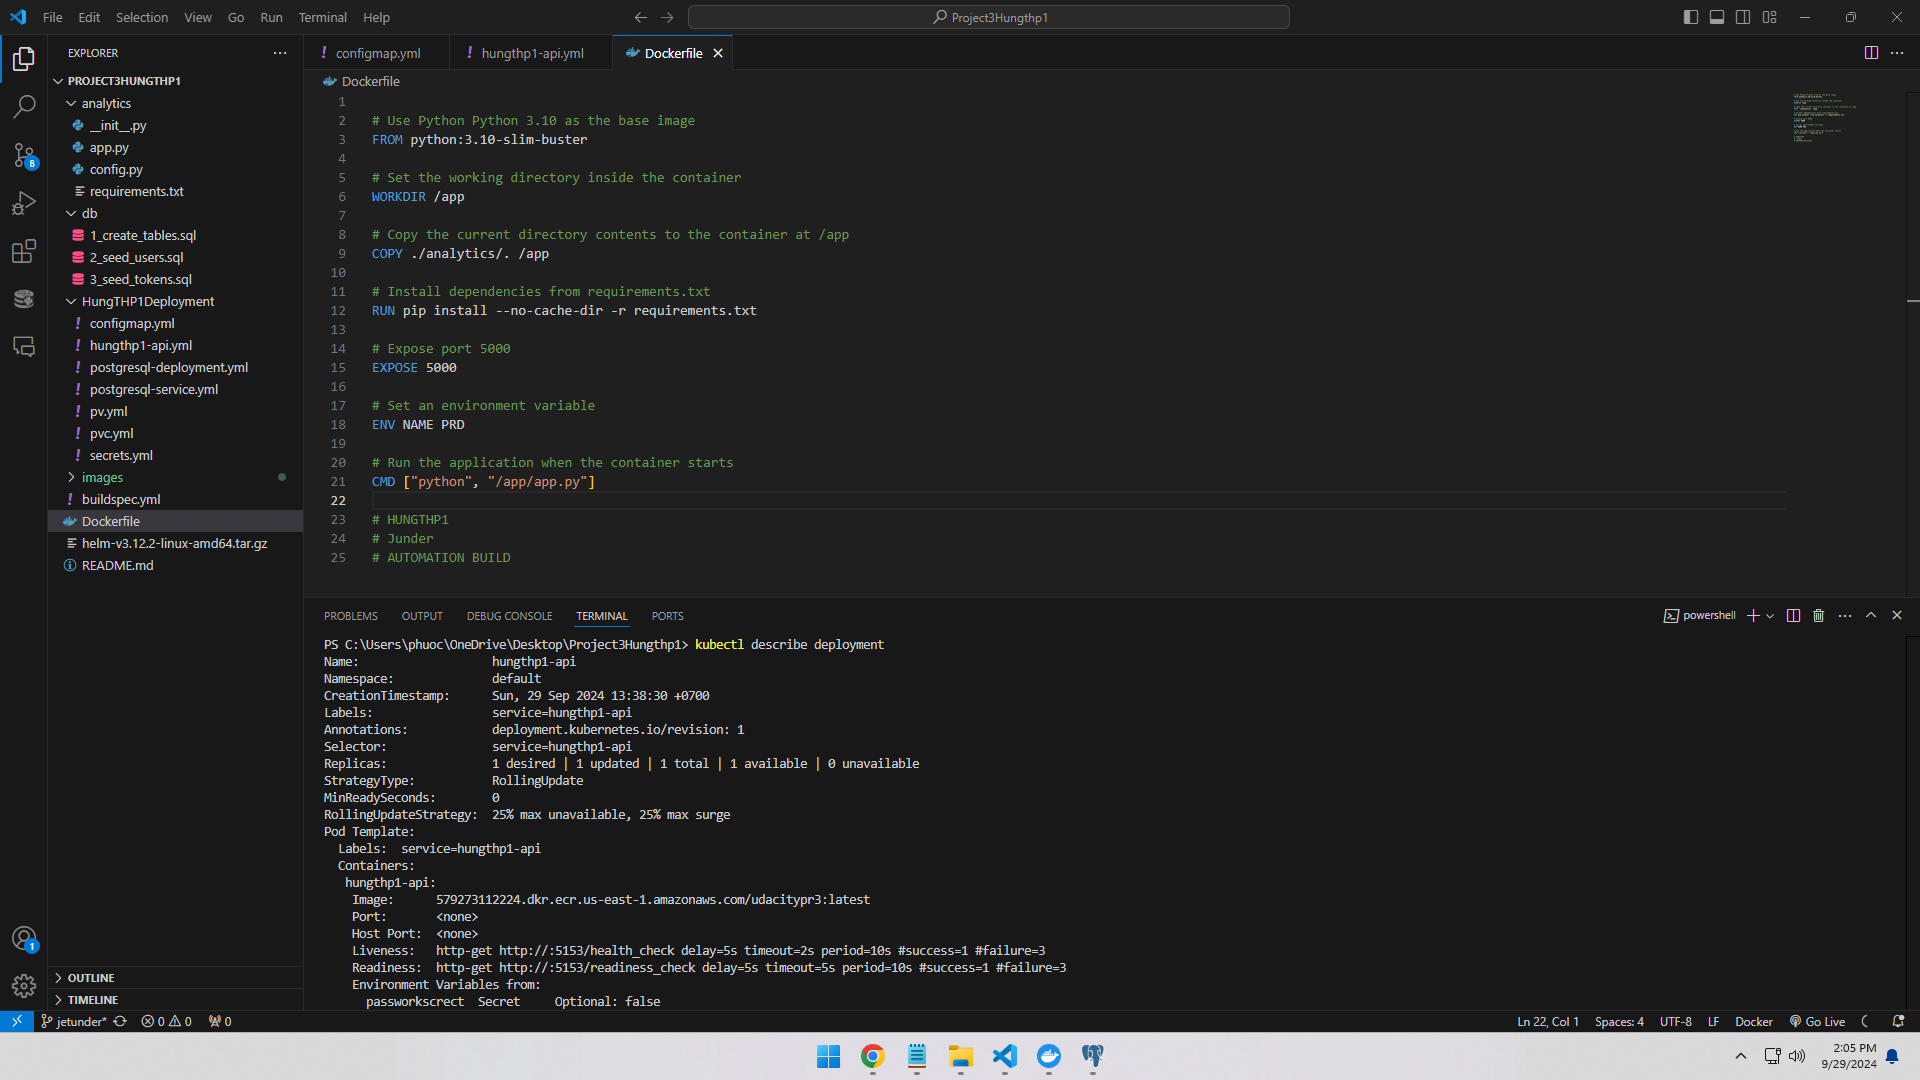 File Edit Selection View Go Run Terminal Help
Project3Hungthp1
EXPLORER
PROJECT3HUNGTHP1
analytics
__init__.py
app.py
config.py
requirements.txt
db
1_create_tables.sql
2_seed_users.sql
3_seed_tokens.sql
HungTHP1Deployment
configmap.yml
hungthp1-api.yml
postgresql-deployment.yml
postgresql-service.yml
pv.yml
pvc.yml
secrets.yml
images
buildspec.yml
Dockerfile
helm-v3.12.2-linux-amd64.tar.gz
README.md
OUTLINE
TIMELINE
8
1
configmap.yml hungthp1-api.yml Dockerfile
Dockerfile
1
2 # Use Python Python 3.10 as the base image
3 FROM python:3.10-slim-buster
4
5 # Set the working directory inside the container
6 WORKDIR /app
7
8 # Copy the current directory contents to the container at /app
9 COPY ./analytics/. /app
10
11 # Install dependencies from requirements.txt
12 RUN pip install --no-cache-dir -r requirements.txt
13
14 # Expose port 5000
15 EXPOSE 5000
16
17 # Set an environment variable
18 ENV NAME PRD
19
20 # Run the application when the container starts
21 CMD ["python", "/app/app.py"]
22
23 # HUNGTHP1
24 # Junder
25 # AUTOMATION BUILD
PROBLEMS OUTPUT DEBUG CONSOLE TERMINAL PORTS
powershell
PS C:\Users\phuoc\OneDrive\Desktop\Project3Hungthp1> kubectl describe deployment
Name: hungthp1-api
Namespace: default
CreationTimestamp: Sun, 29 Sep 2024 13:38:30 +0700
Labels: service=hungthp1-api
Annotations: deployment.kubernetes.io/revision: 1
Selector: service=hungthp1-api
Replicas: 1 desired | 1 updated | 1 total | 1 available | 0 unavailable
StrategyType: RollingUpdate
MinReadySeconds: 0
RollingUpdateStrategy: 25% max unavailable, 25% max surge
Pod Template:
Labels: service=hungthp1-api
Containers:
hungthp1-api:
Image: 579273112224.dkr.ecr.us-east-1.amazonaws.com/udacitypr3:latest
Port: <none>
Host Port: <none>
Liveness: http-get http://:5153/health_check delay=5s timeout=2s period=10s #success=1 #failure=3
Readiness: http-get http://:5153/readiness_check delay=5s timeout=5s period=10s #success=1 #failure=3
Environment Variables from:
passworkscrect Secret Optional: false
jetunder* 0 0 0
Ln 22, Col 1 Spaces: 4 UTF-8 LF Docker Go Live
2:05 PM
9/29/2024